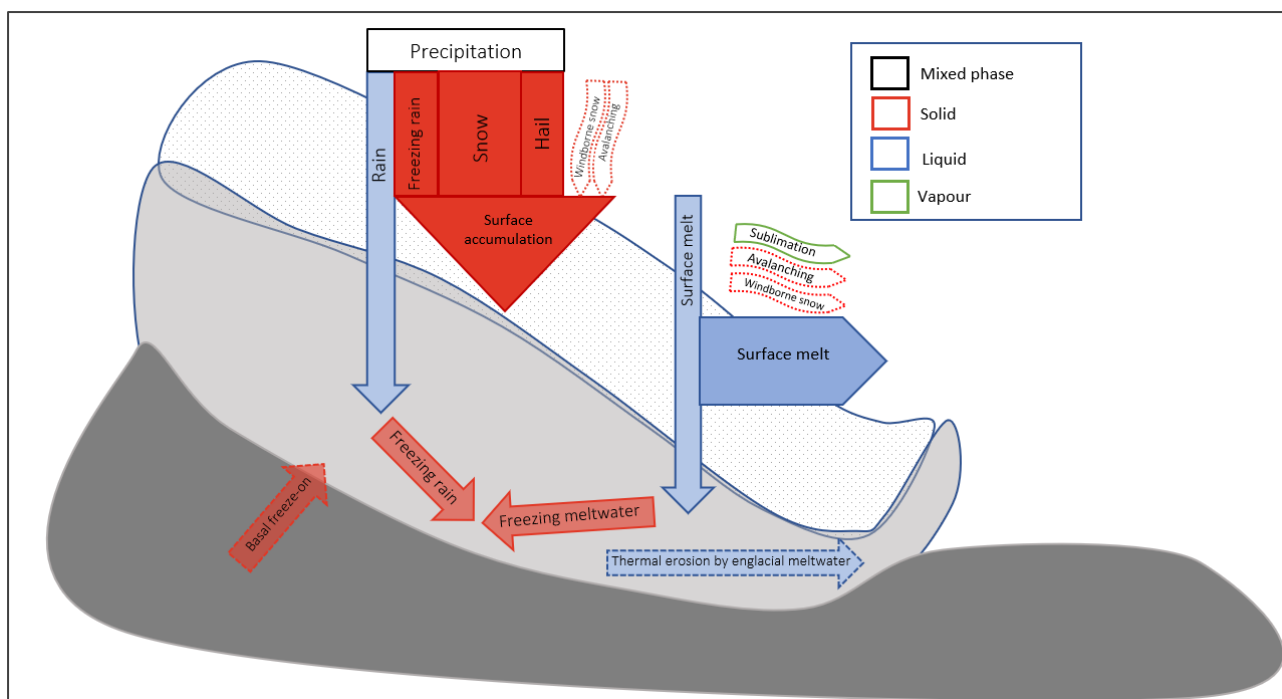 Precipitation
Rain
Freezing rain
Snow
Hail
Windborne snow
Avalanching
Surface
accumulation
Surface melt
Sublimation
Avalanching
Windborne snow
Surface melt
Mixed phase
Solid
Liquid
Vapour
Basal freeze-on
Freezing rain
Freezing meltwater
Thermal erosion by englacial meltwater